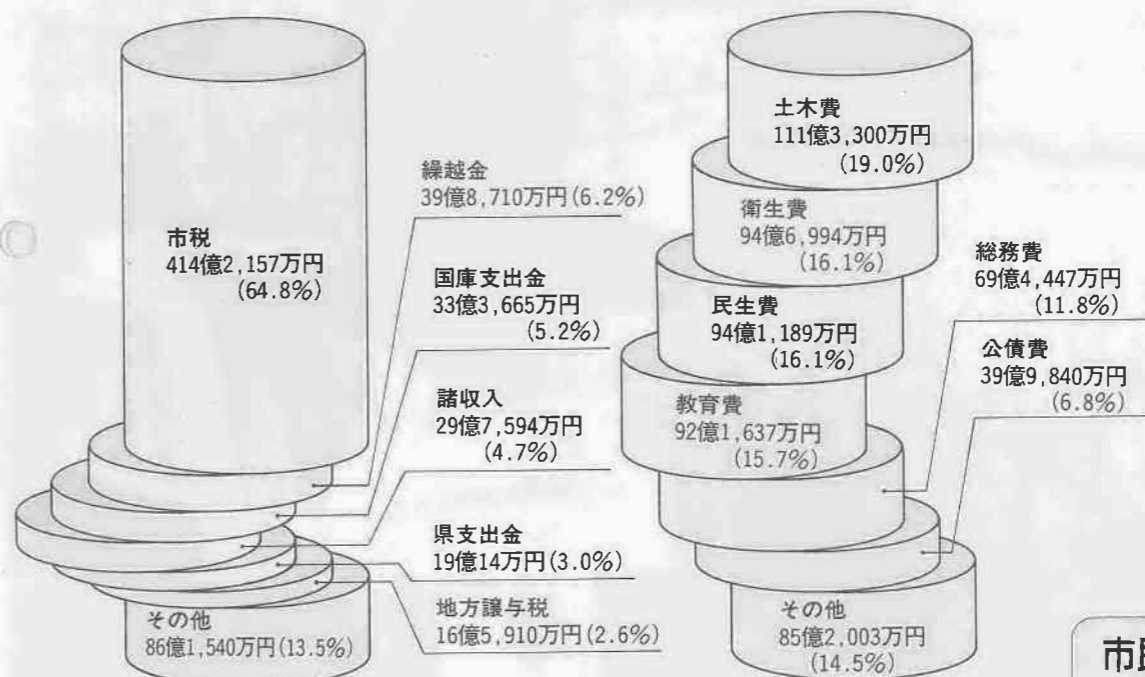 市税
414億2,157万円
(64.8%)
繰越金
39億8,710万円(6.2%)
国庫支出金
33億3,665万円
(5.2%)
諸収入
29億7,594万円
(4.7%)
県支出金
19億14万円(3.0%)
地方譲与税
16億5,910万円(2.6%)
その他
86億1,540万円(13.5%)
土木費
111億3,300万円
(19.0%)
衛生費
94億6,994万円
(16.1%)
民生費
94億1,189万円
(16.1%)
教育費
92億1,637万円
(15.7%)
総務費
69億4,447万円
(11.8%)
公債費
39億9,840万円
(6.8%)
その他
85億2,003万円
(14.5%)
市